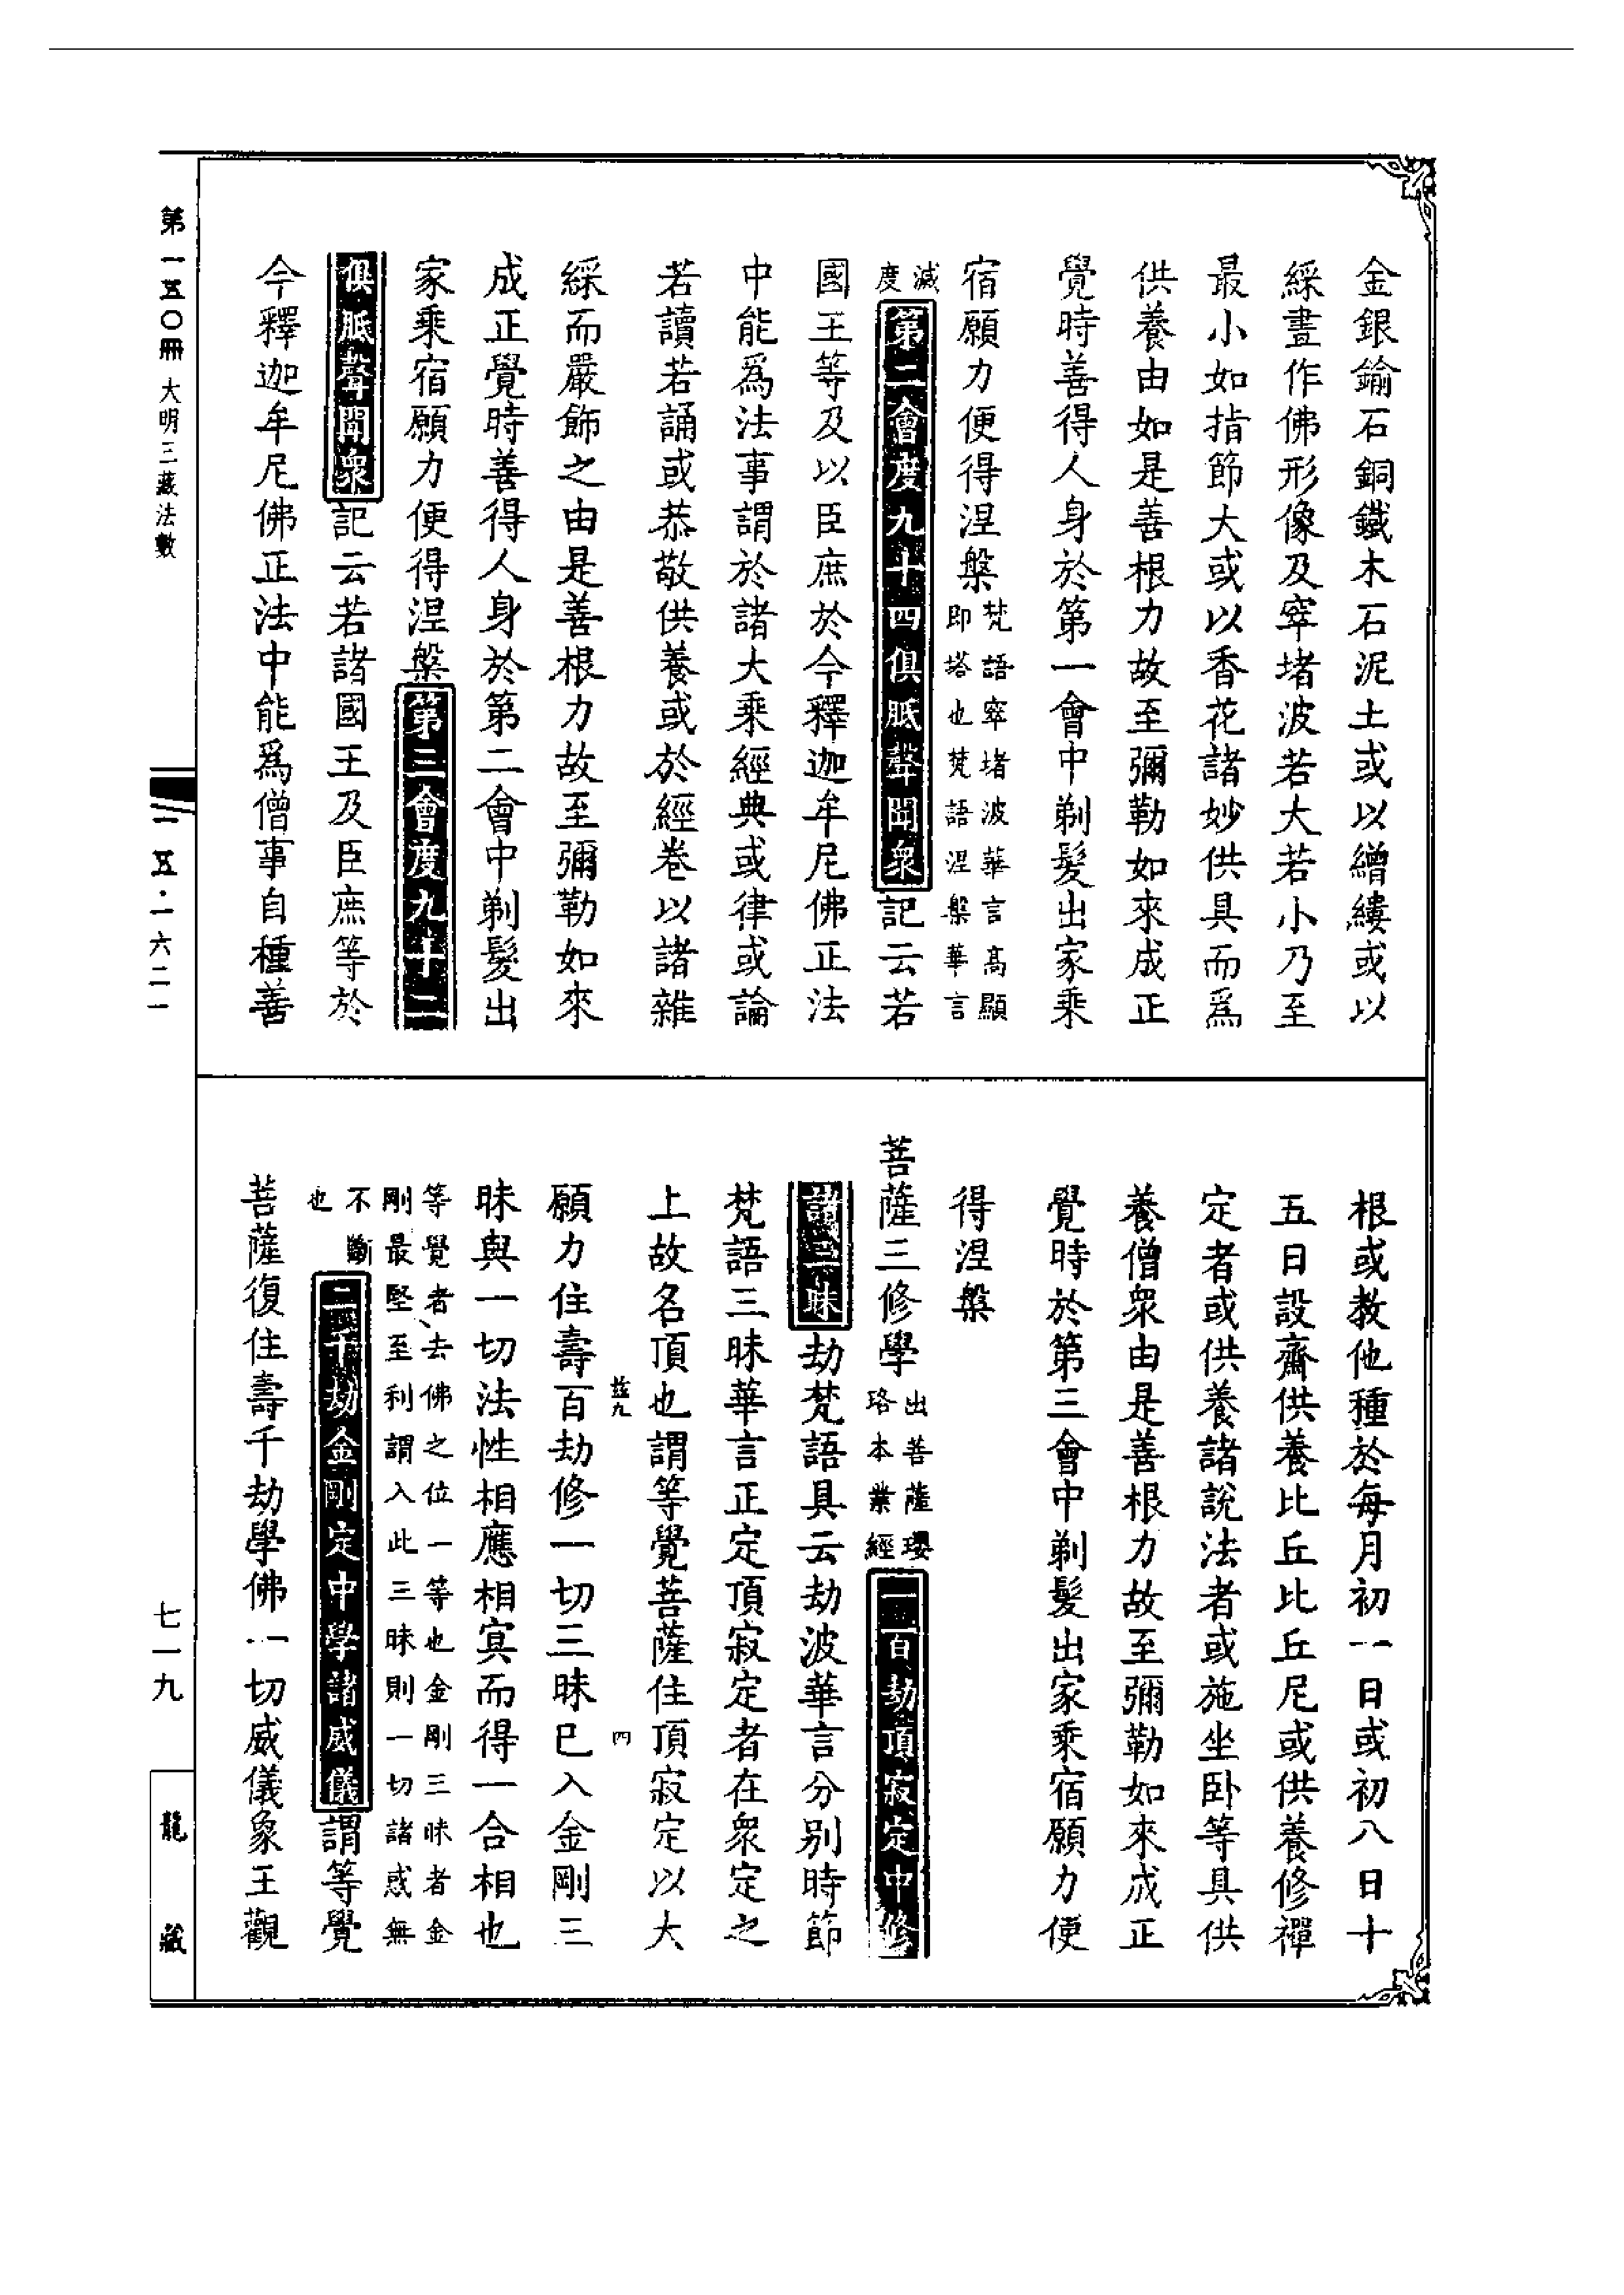 金銀鍮石銅鐵木石泥土或以繒縷或以
綵畫作佛形像及窣堵波若大若小乃至
最小如指節大或以香花諸妙供具而爲
供養由如是善根力故至彌勒如來成正
覺時善得人身於第一會中剃髮出家乘
宿願力便得涅槃梵語窣堵波華言高顯
即塔也梵語涅槃華言
滅
度第二會度九十四俱胝聲聞衆記云若
國王等及以臣庶於今釋迦牟尼佛正法
中能爲法事謂於諸大乘經典或律或論
若讀若誦或恭敬供養或於經卷以諸雜
綵而嚴飾之由是善根力故至彌勒如來
成正覺時善得人身於第二會中剃髮出
家乘宿願力便得涅槃第三會度九十二
俱胝聲聞衆記云若諸國王及臣庶等於
今釋迦牟尼佛正法中能爲僧事自種善
根或教他種於每月初一日或初八日十
五日設齋供養比丘比丘尼或供養修禪
定者或供養諸說法者或施坐卧等具供
養僧衆由是善根力故至彌勒如來成正
覺時於第三會中剃髮出家乘宿願力便
得涅槃
菩薩三修學出菩薩瓔
珞本業經一百劫頂寂定中修
諸三昧劫梵語具云劫波華言分別時節
梵語三昧華言正定頂寂定者在衆定之
上故名頂也謂等覺菩薩住頂寂定以大
茲九
四
願力住壽百劫修一切三昧已入金剛三
昧與一切法性相應相㝠而得一合相也
等覺者去佛之位一等也金剛三昧者金
剛最堅至利謂入此三昧則一切諸惑無
不斷
也二千劫金剛定中學諸威儀謂等覺
菩薩復住壽千劫學佛一切威儀象王觀
第一五〇冊 大明三藏法數
一五·一六二一
七一九
龍藏